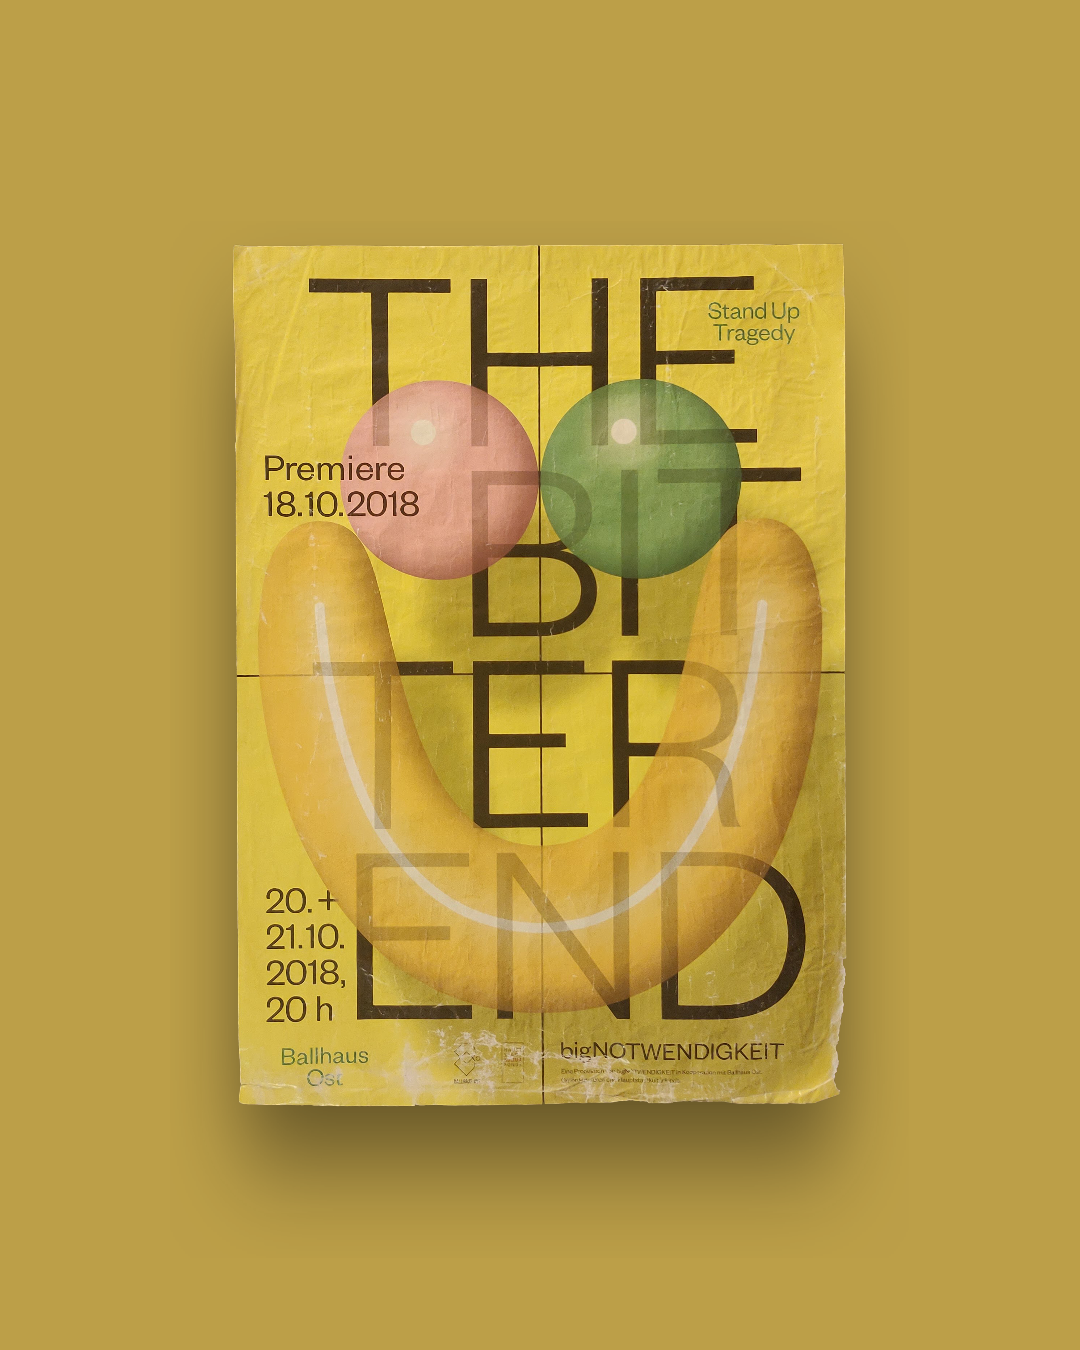 THE
Stand Up
Tragedy
Premiere
18.10.2018
BIT
TER
END
20. +
21.10.
2018,
20 h
Ballhaus
Ost
bigNOTWENDIGKEIT